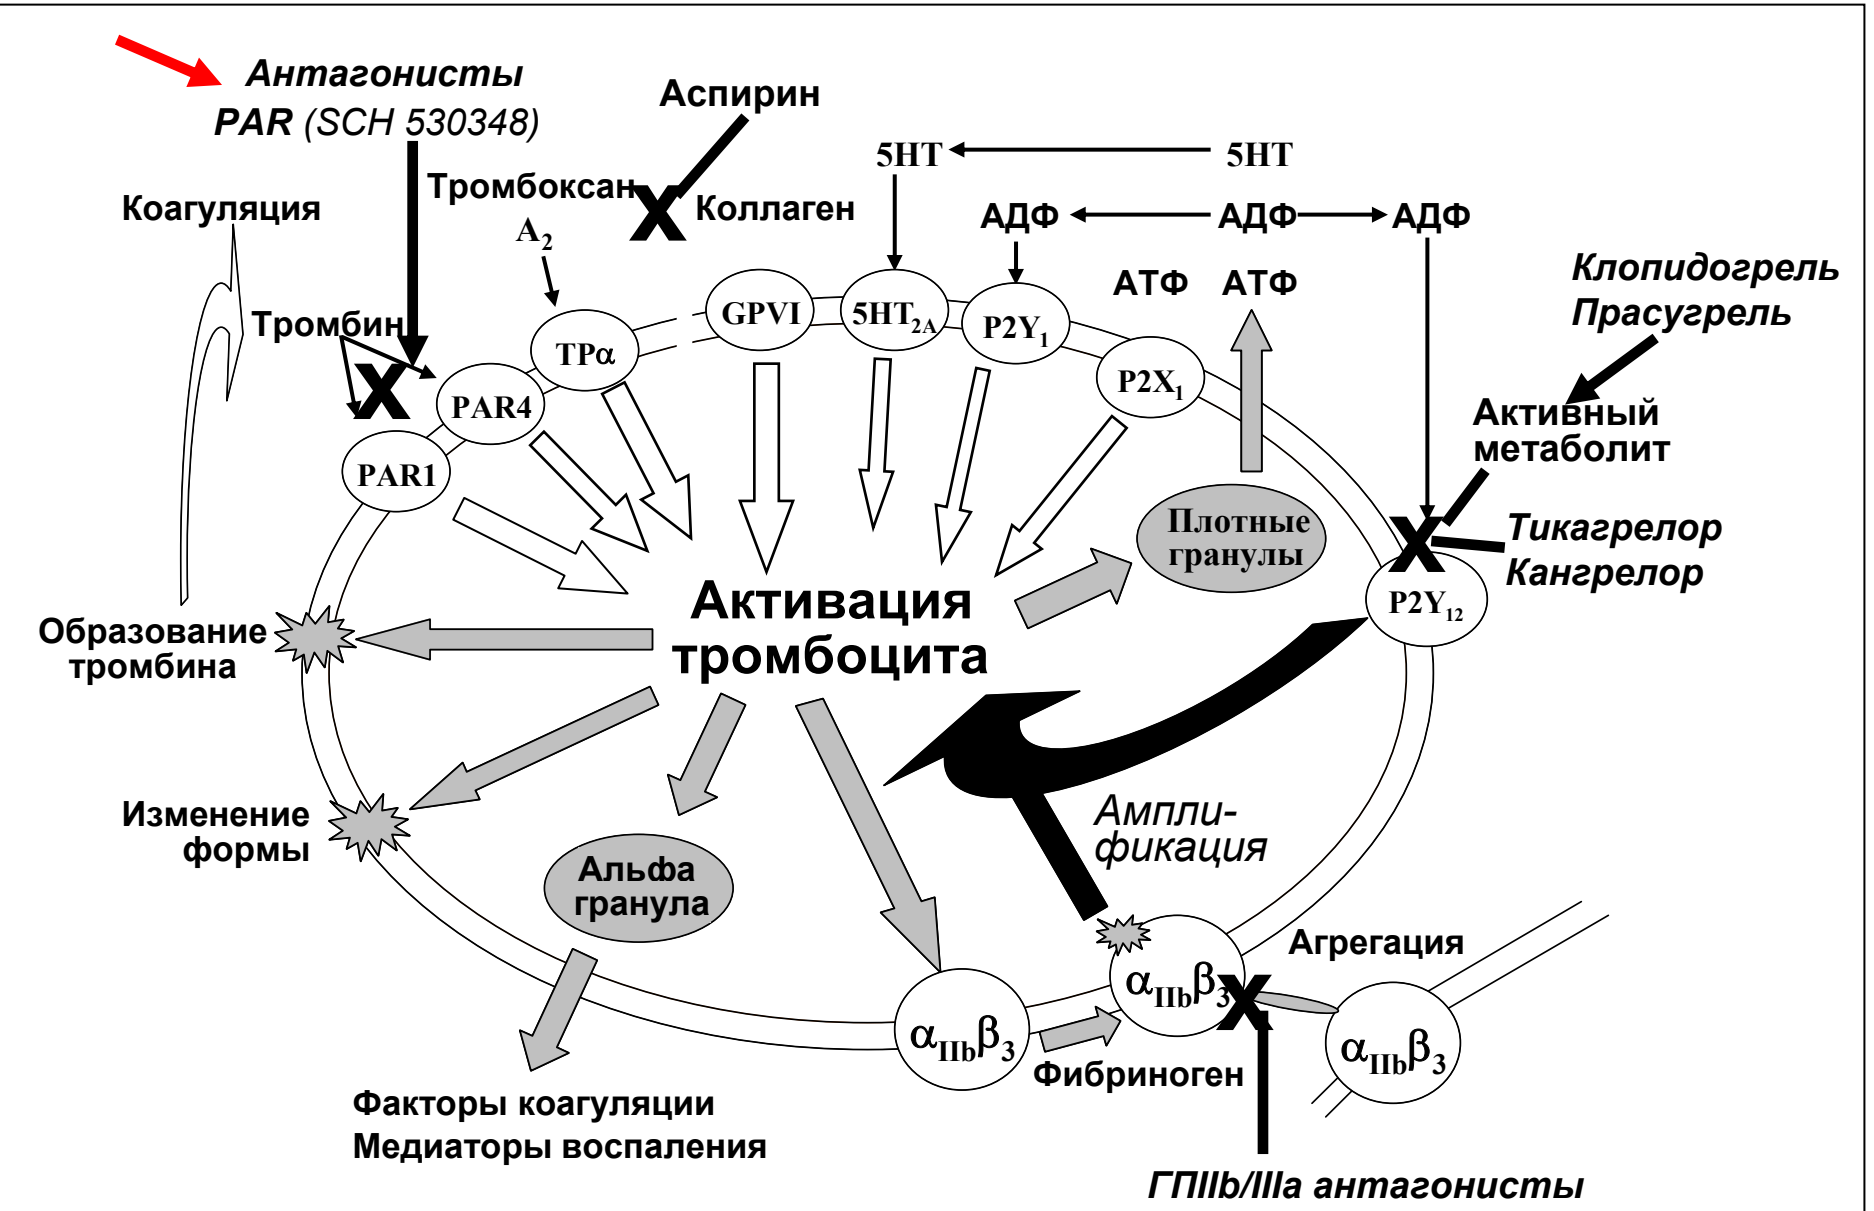 Антагонисты
PAR (SCH 530348)
Аспирин
5HT
5HT
Тромбоксан
A2
Коллаген
Коагуляция
АДФ
АДФ
АДФ
АТФ
АТФ
Клопидогрель
Прасугрель
Тромбин
GPVI
5HT2A
P2Y1
TPα
P2X1
PAR4
PAR1
Активный
метаболит
Плотные
гранулы
Тикагрелор
Кангрелор
P2Y12
Активация
тромбоцита
Образование
тромбина
Изменение
формы
Ампли-
фикация
Альфа
гранула
Агрегация
αIIbβ3
αIIbβ3
αIIbβ3
Фибриноген
Факторы коагуляции
Медиаторы воспаления
ГПIIb/IIIa антагонисты